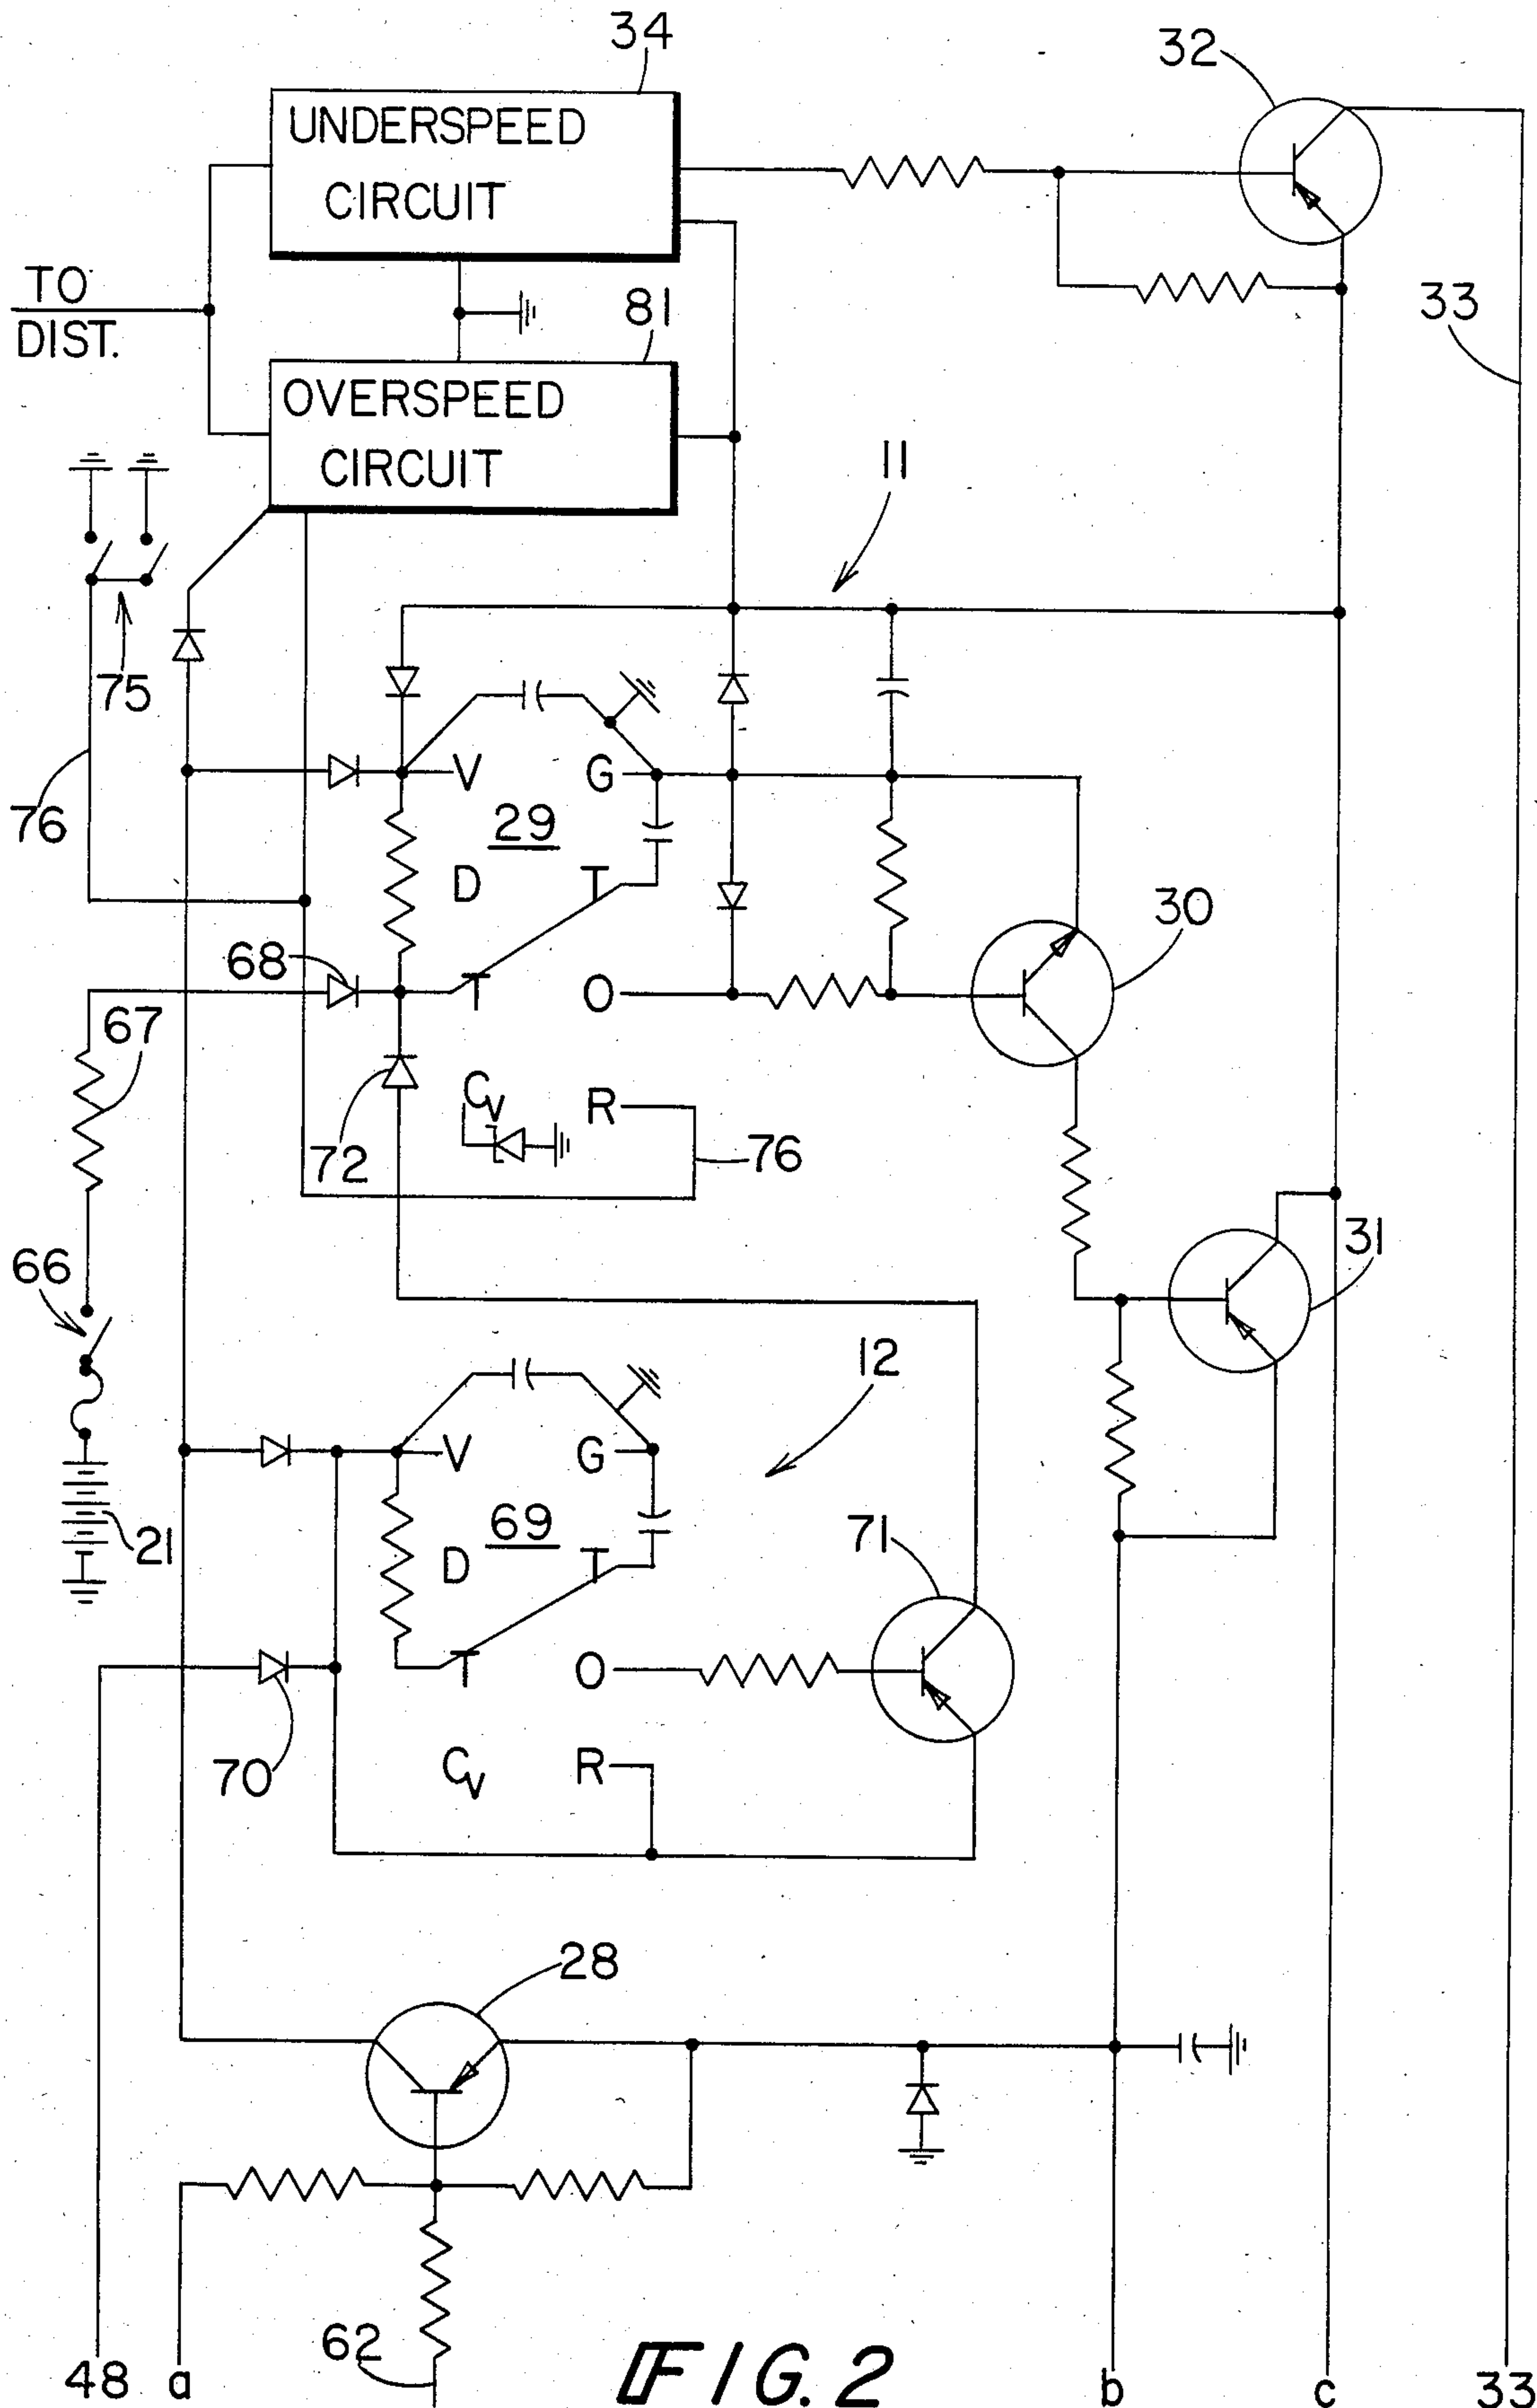 34
32
UNDERSPEED
CIRCUIT
TO
DIST.
81
33
OVERSPEED
CIRCUIT
11
75
V
G
76
29
D
T
30
68
T
O
67
CV
R
72
76
66
31
12
V
G
69
21
D
T
71
T
O
70
CV
R
28
62
FIG. 2
48
a
b
c
33